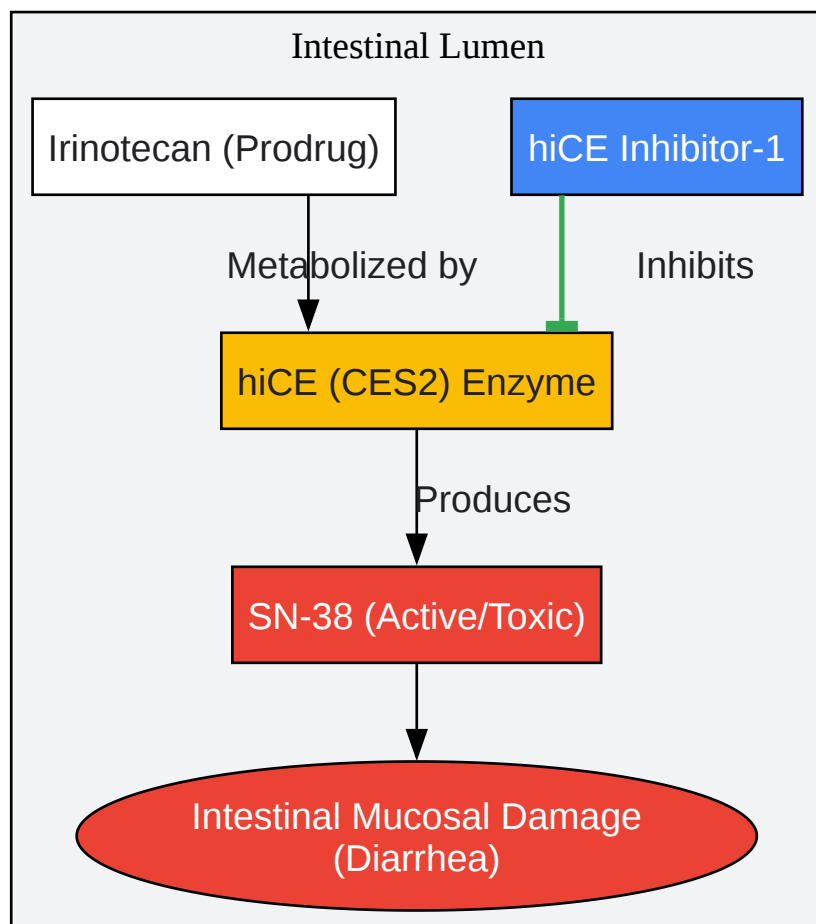 Intestinal Lumen
Irinotecan (Prodrug)
hiCE Inhibitor-1
Metabolized by
Inhibits
hiCE (CES2) Enzyme
Produces
SN-38 (Active/Toxic)
Intestinal Mucosal Damage
(Diarrhea)